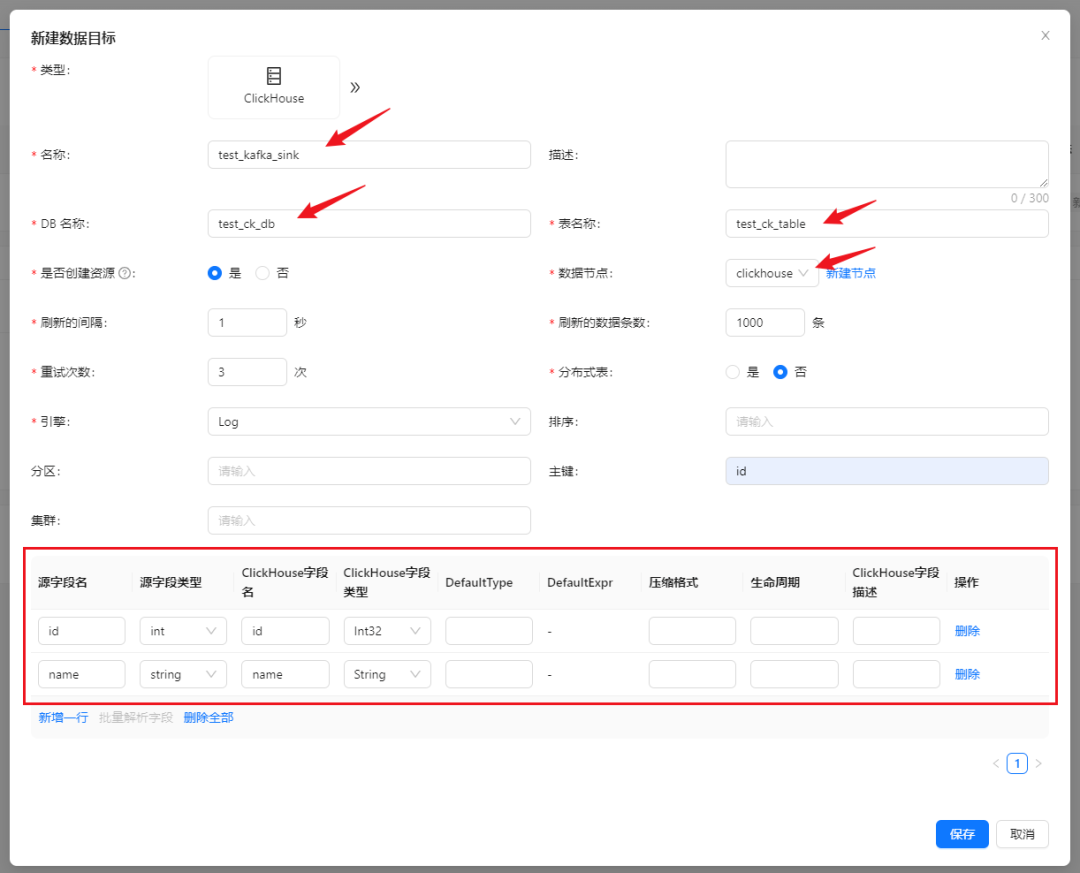 新建数据目标
* 类型:
ClickHouse
* 名称: test_kafka_sink 描述:
0 / 300
* DB 名称: test_ck_db * 表名称: test_ck_table
* 是否创建资源 ? : 是 否 * 数据节点: clickhouse 新建节点
* 刷新的间隔: 1 秒 * 刷新的数据条数: 1000 条
* 重试次数: 3 次 * 分布式表: 是 否
* 引擎: Log 排序: 请输入
分区: 请输入 主键: id
集群: 请输入
源字段名 源字段类型 ClickHouse字段名 ClickHouse字段类型 DefaultType DefaultExpr 压缩格式 生命周期 ClickHouse字段描述 操作
id int id Int32 - 删除
name string name String - 删除
新增一行 批量解析字段 删除全部
< 1 >
保存 取消